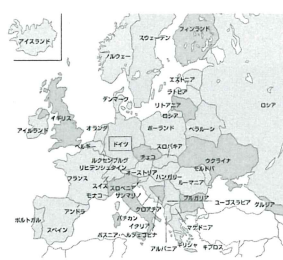 アイスランド
スウェーデン
フィンランド
ノルウェー
エストニア
ラトビア
ロシア
デンマーク
リトアニア
ロシア
イギリス
アイルランド
オランダ
ポーランド
ベラルーシ
ドイツ
ベルギー
チェコ
スロバキア
ウクライナ
ルクセンブルグ
リヒテンシュタイン
モルドバ
フランス
オーストリア
ハンガリー
スイス
スロベニア
ルーマニア
モナコ
サンマリノ
ブルガリア
ユーゴスラビア
グルジア
アンドラ
クロアチア
ポルトガル
スペイン
バチカン
イタリア
マケドニア
ボスニア・ヘルツェゴビナ
アルバニア
ギリシャ
キプロス